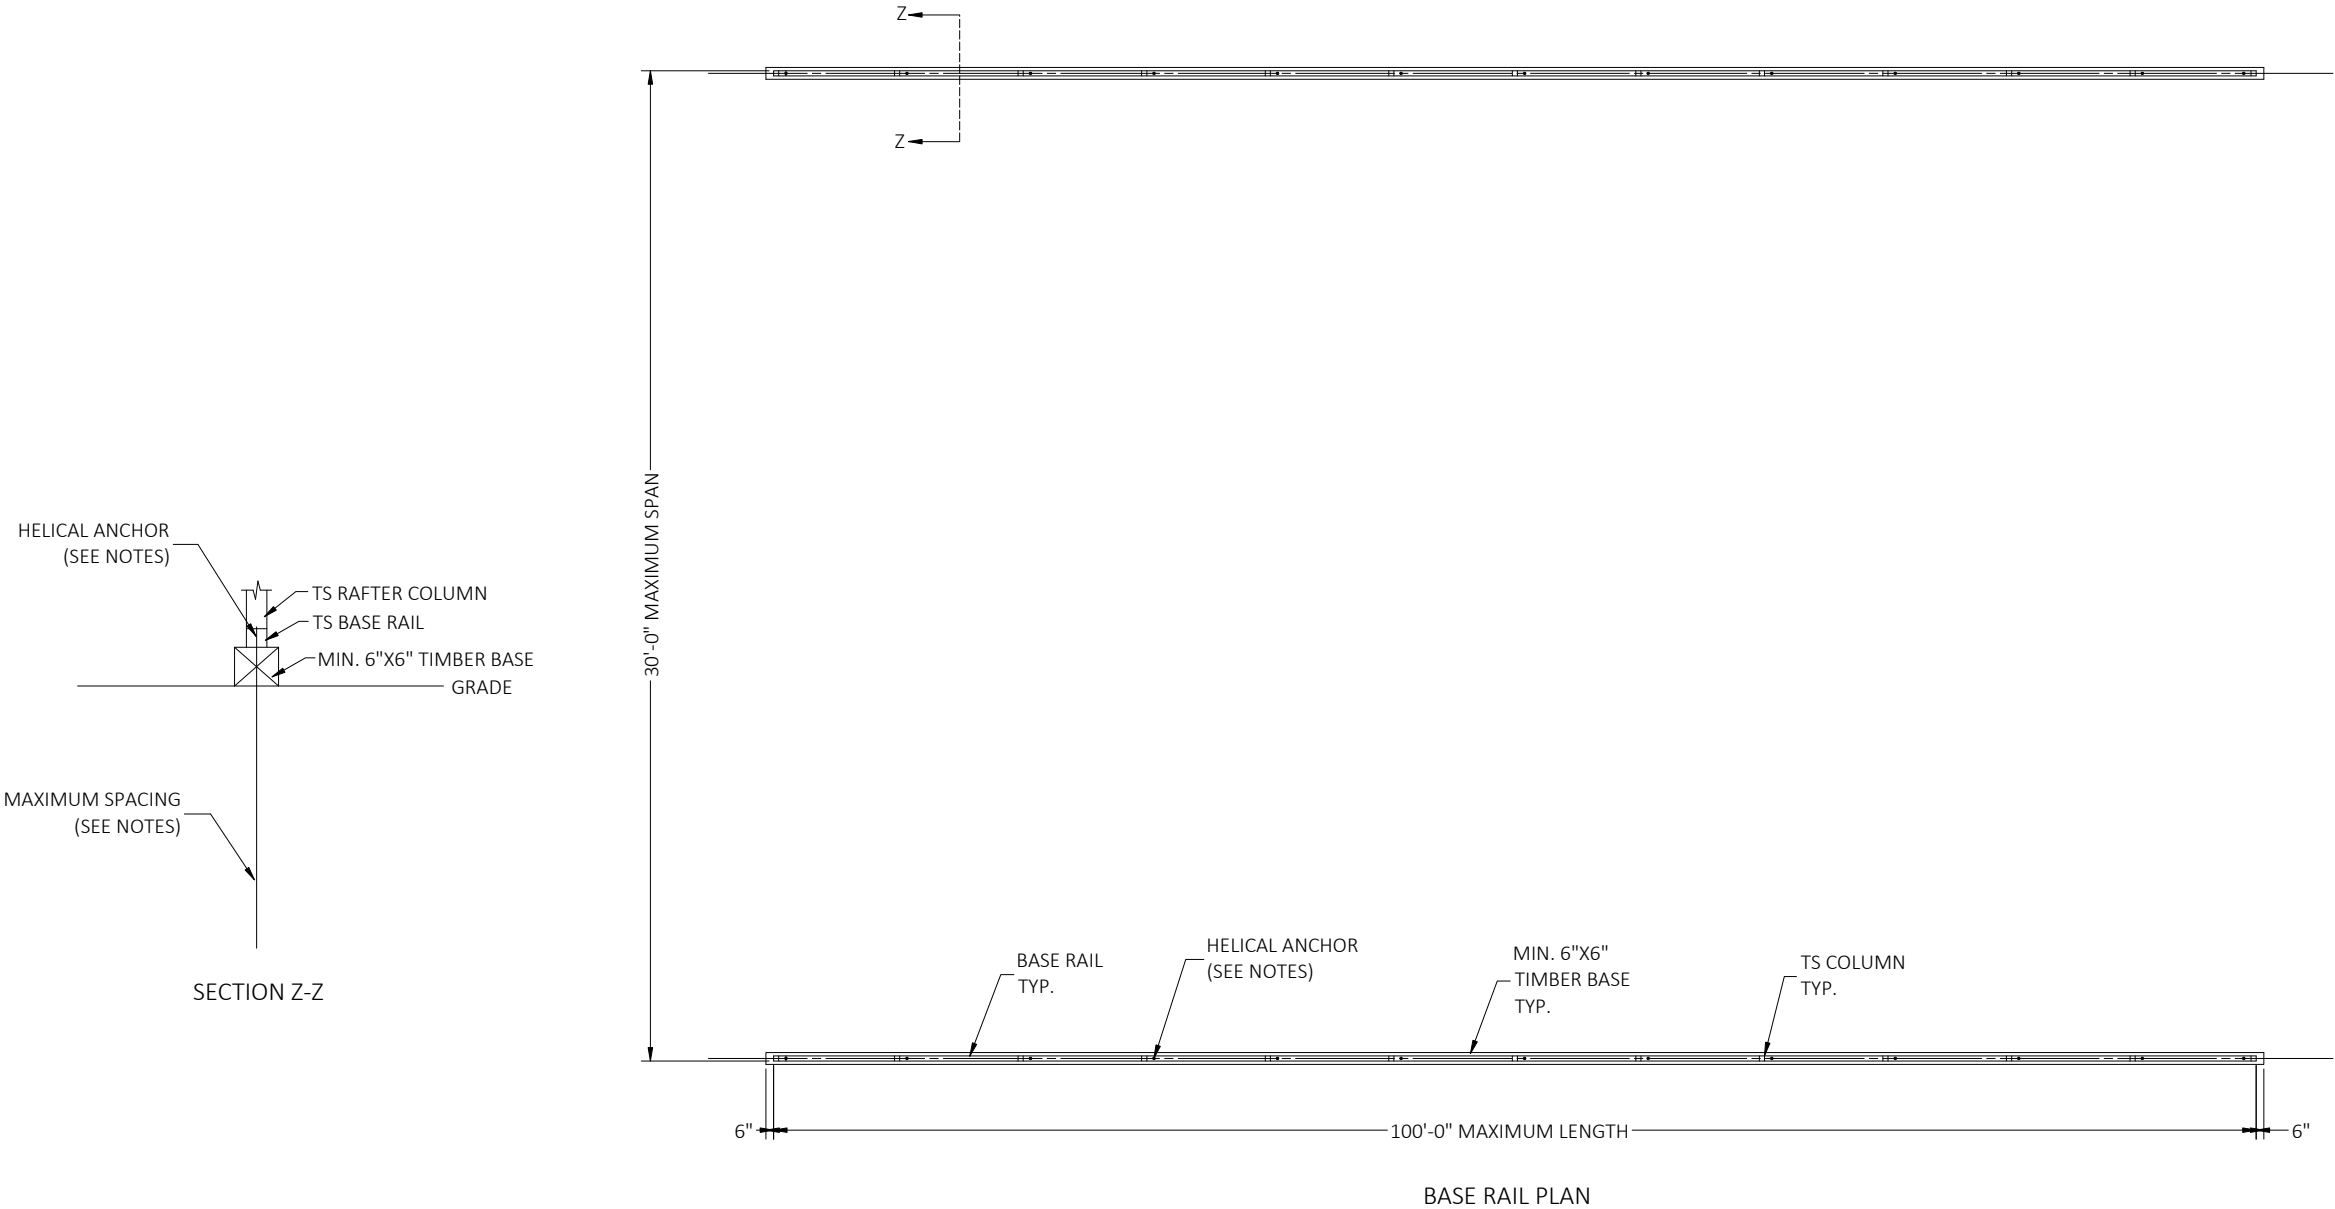 Z
Z
30'-0" MAXIMUM SPAN
HELICAL ANCHOR
(SEE NOTES)
TS RAFTER COLUMN
TS BASE RAIL
MIN. 6"X6" TIMBER BASE
GRADE
MAXIMUM SPACING
(SEE NOTES)
SECTION Z-Z
BASE RAIL
TYP.
HELICAL ANCHOR
(SEE NOTES)
MIN. 6"X6"
TIMBER BASE
TYP.
TS COLUMN
TYP.
6"
100'-0" MAXIMUM LENGTH
6"
BASE RAIL PLAN